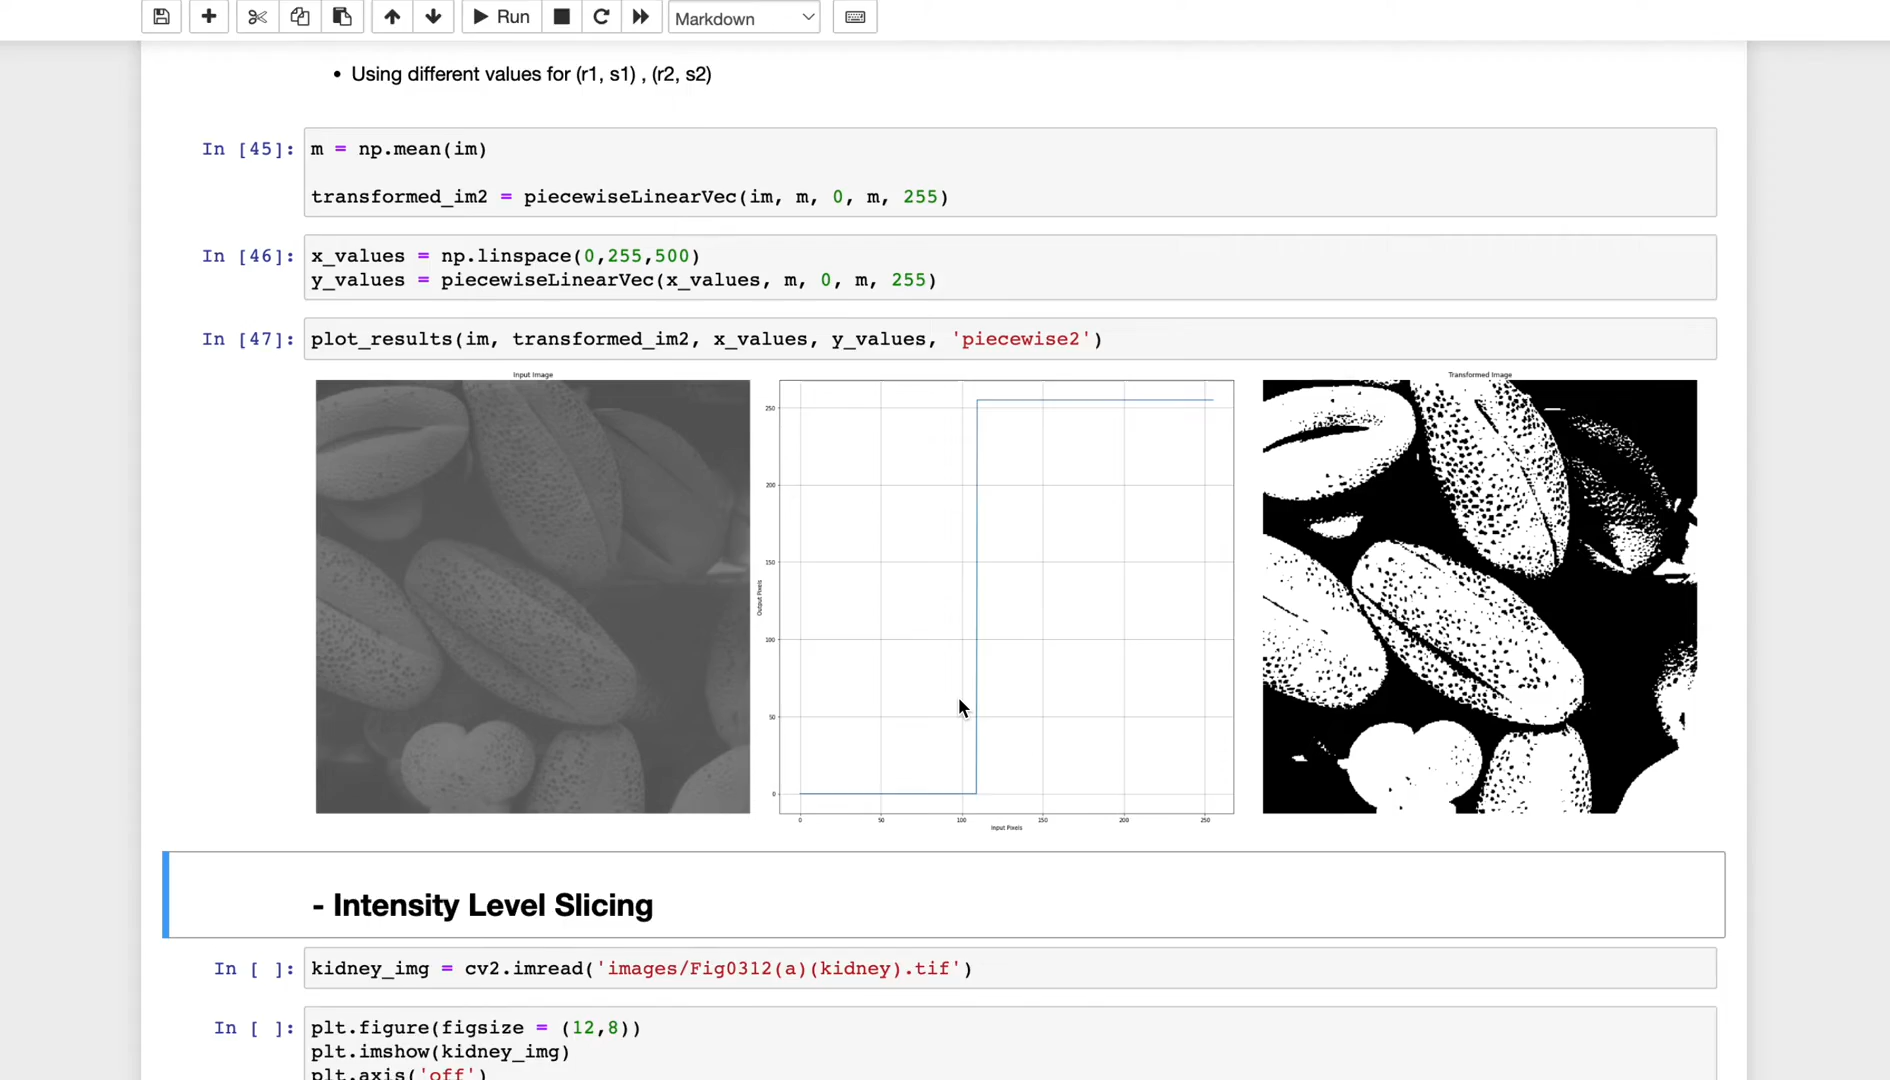 Run
Markdown
• Using different values for (r1, s1) , (r2, s2)
In [45]:
m = np.mean(im)
transformed_im2 = piecewiseLinearVec(im, m, 0, m, 255)
In [46]:
x_values = np.linspace(0,255,500)
y_values = piecewiseLinearVec(x_values, m, 0, m, 255)
In [47]:
plot_results(im, transformed_im2, x_values, y_values, 'piecewise2')
Input Image
Transformed Image
250
200
150
100
50
0
Output Pixels
0 50 100 150 200 250
Input Pixels
- Intensity Level Slicing
In [ ]:
kidney_img = cv2.imread('images/Fig0312(a)(kidney).tif')
In [ ]:
plt.figure(figsize = (12,8))
plt.imshow(kidney_img)
plt.axis('off')